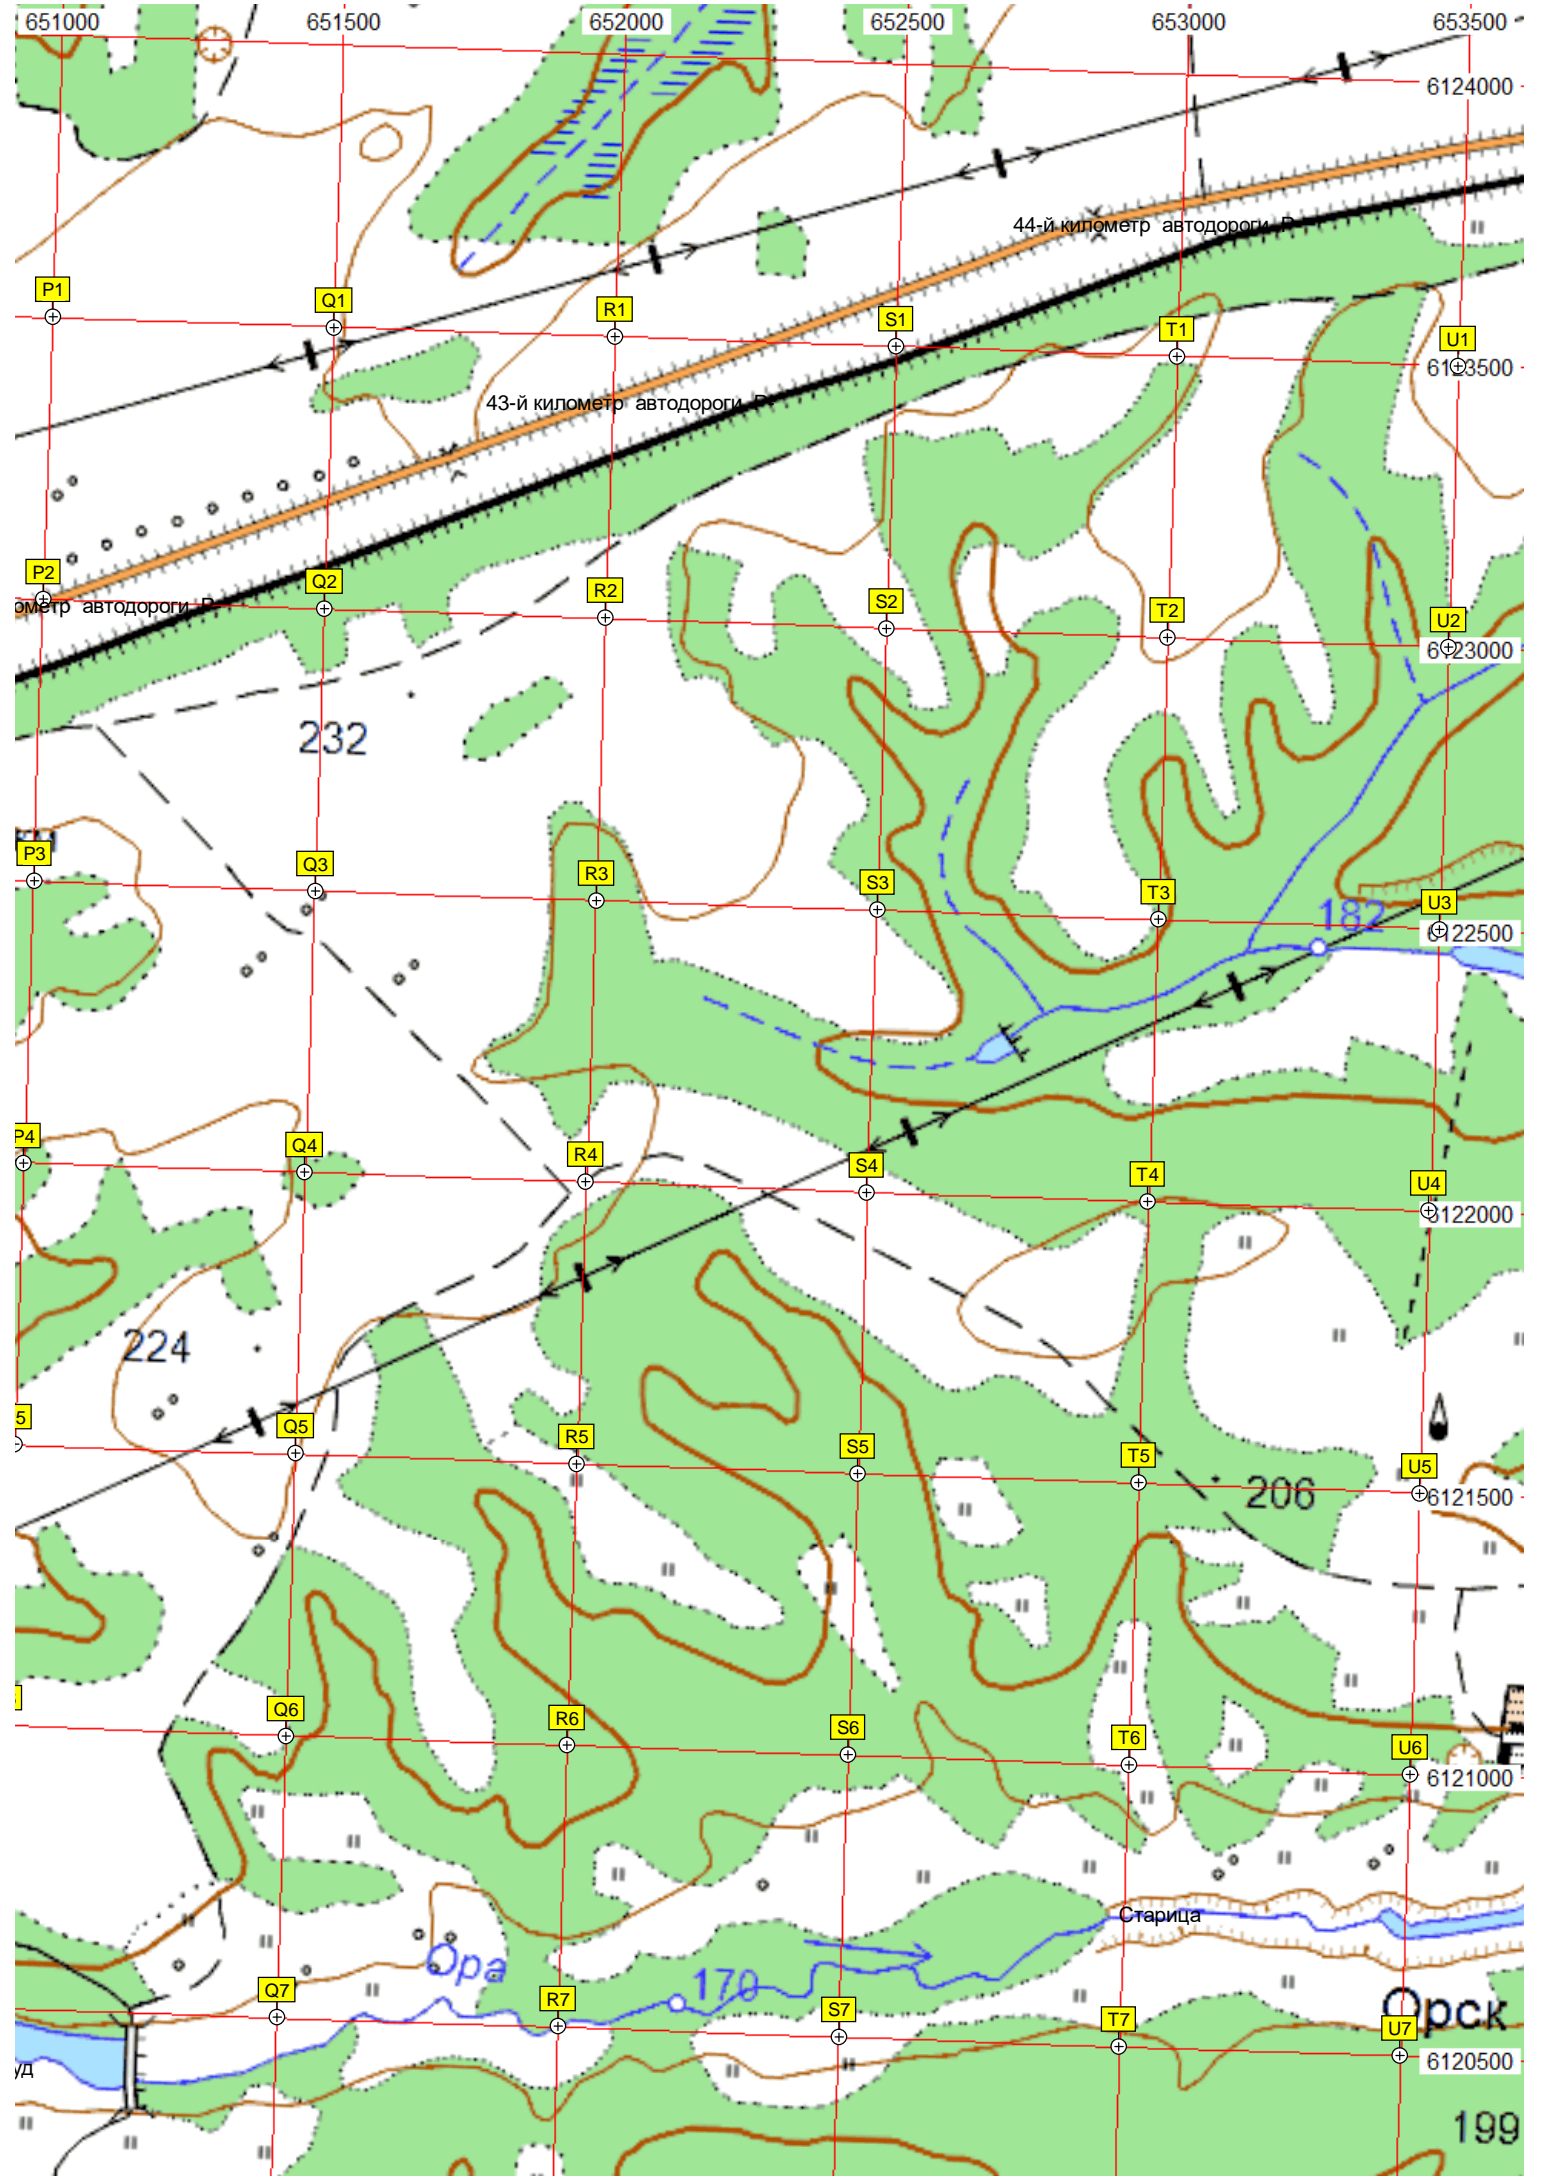 651000 651500 652000 652500 653000 653500
6124000
44-й километр автодороги Р
P1 Q1 R1 S1 T1 U1
6123500
43-й километр автодороги Р
P2 Q2 R2 S2 T2 U2
ометр автодороги Р
6123000
232
P3 Q3 R3 S3 T3 U3
182
6122500
P4 Q4 R4 S4 T4 U4
6122000
224
5 Q5 R5 S5 T5 U5
206
6121500
Q6 R6 S6 T6 U6
6121000
Старица
Ора
170
Q7 R7 S7 T7 U7
Орск
6120500
уд
199